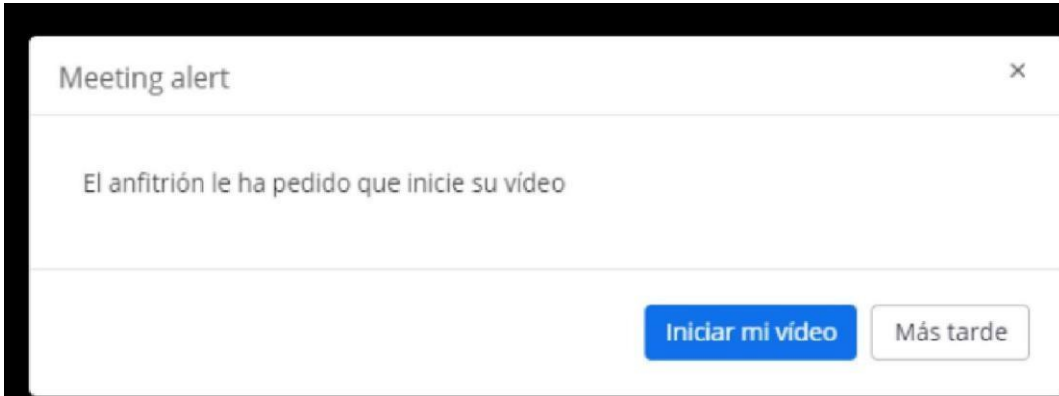 Meeting alert
El anfitrión le ha pedido que inicie su vídeo
Iniciar mi vídeo Más tarde